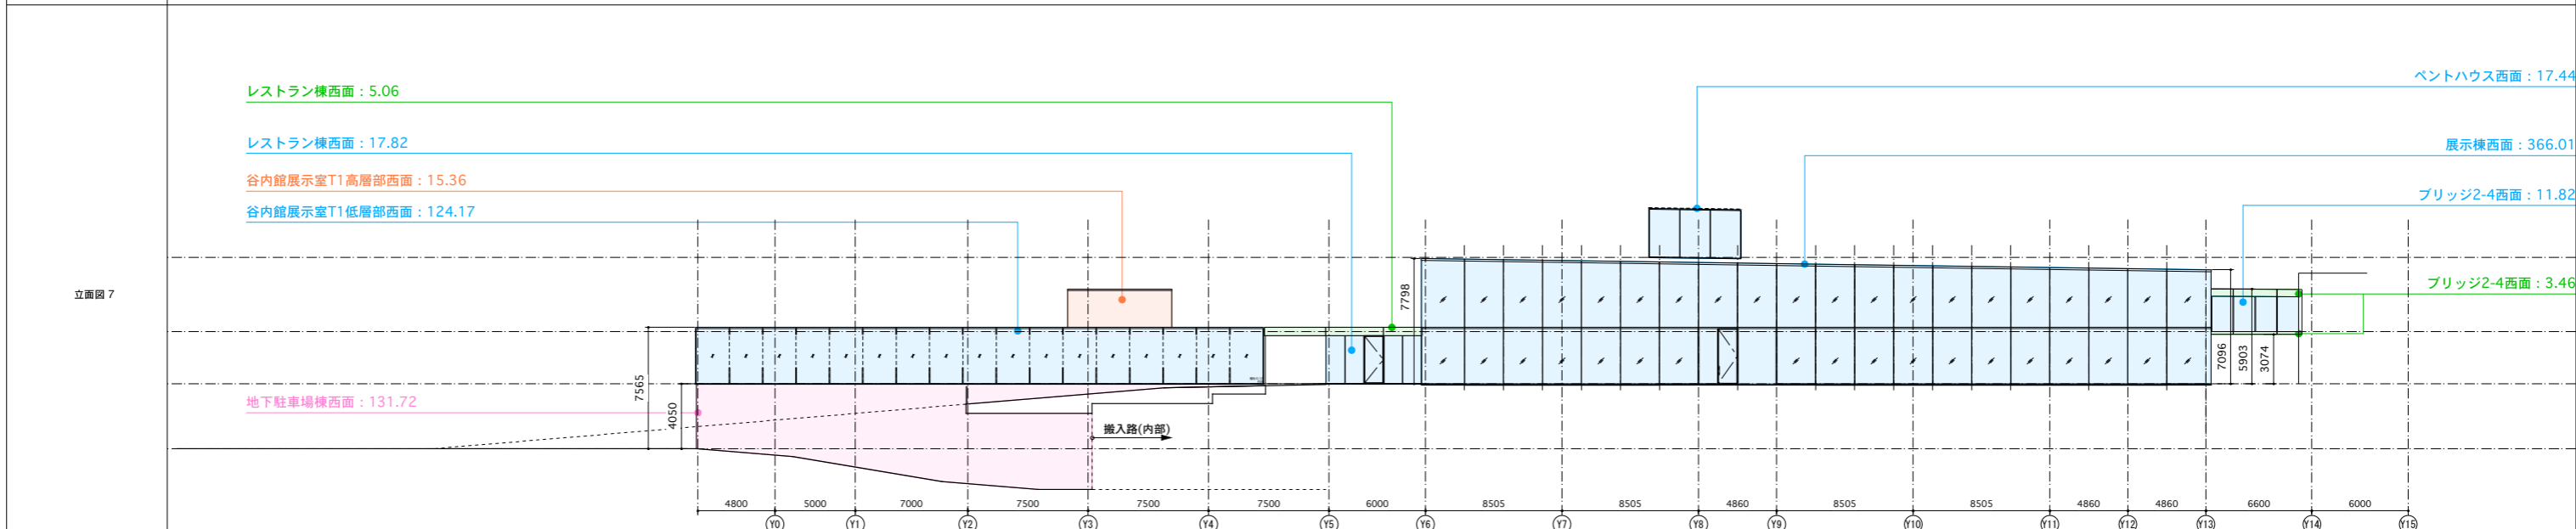 レストラン棟西面：5.06
ペントハウス西面：17.44
レストラン棟西面：17.82
展示棟西面：366.01
谷内館展示室T1高層部西面：15.36
ブリッジ2-4西面：11.82
谷内館展示室T1低層部西面：124.17
立面図 7
ブリッジ2-4西面：3.46
7798
7565
4050
7096
5903
3074
地下駐車場棟西面：131.72
搬入路(内部)
4800 5000 7000 7500 7500 7500 6000 8505 8505 4860 8505 8505 4860 4860 6600 6000
Y0 Y1 Y2 Y3 Y4 Y5 Y6 Y7 Y8 Y9 Y10 Y11 Y12 Y13 Y14 Y15